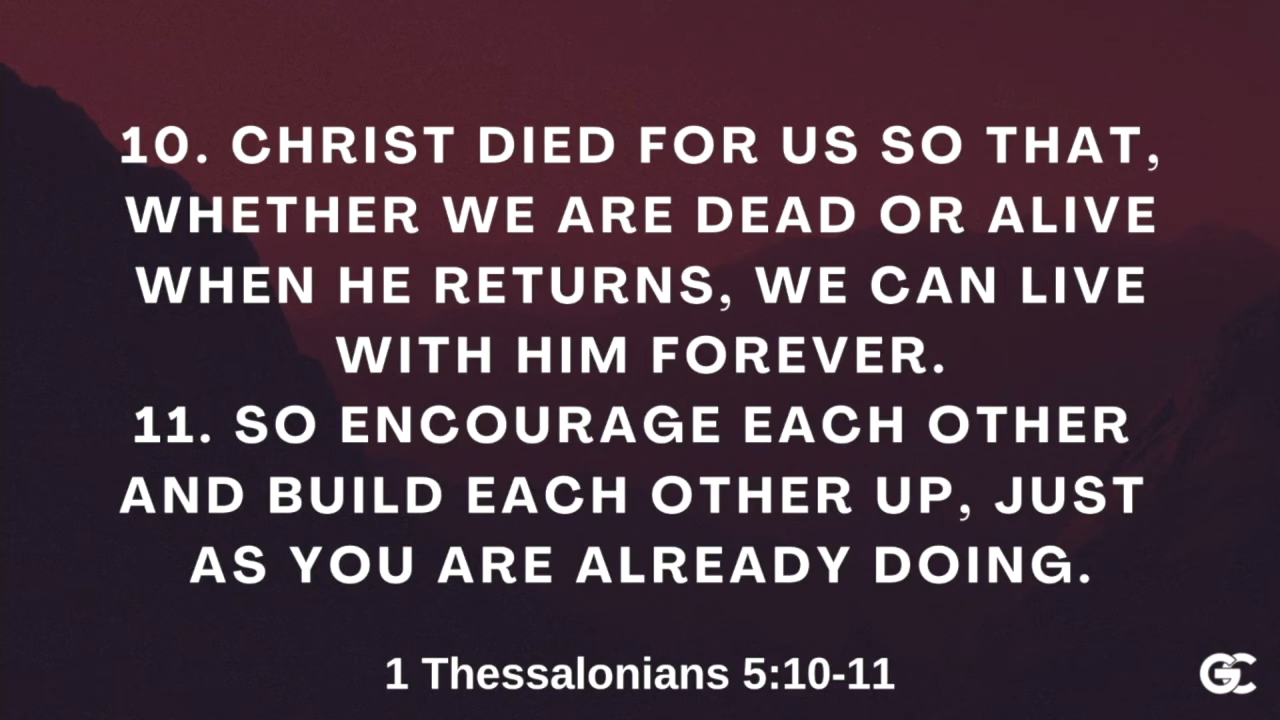 10. CHRIST DIED FOR US SO THAT,
WHETHER WE ARE DEAD OR ALIVE
WHEN HE RETURNS, WE CAN LIVE
WITH HIM FOREVER.
11. SO ENCOURAGE EACH OTHER
AND BUILD EACH OTHER UP, JUST
AS YOU ARE ALREADY DOING.
1 Thessalonians 5:10-11
GC